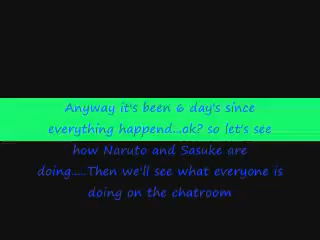 Anyway it's been 6 day's since
everything happend...ok? so let's see
how Naruto and Sasuke are
doing.....Then we'll see what everyone is
doing on the chatroom